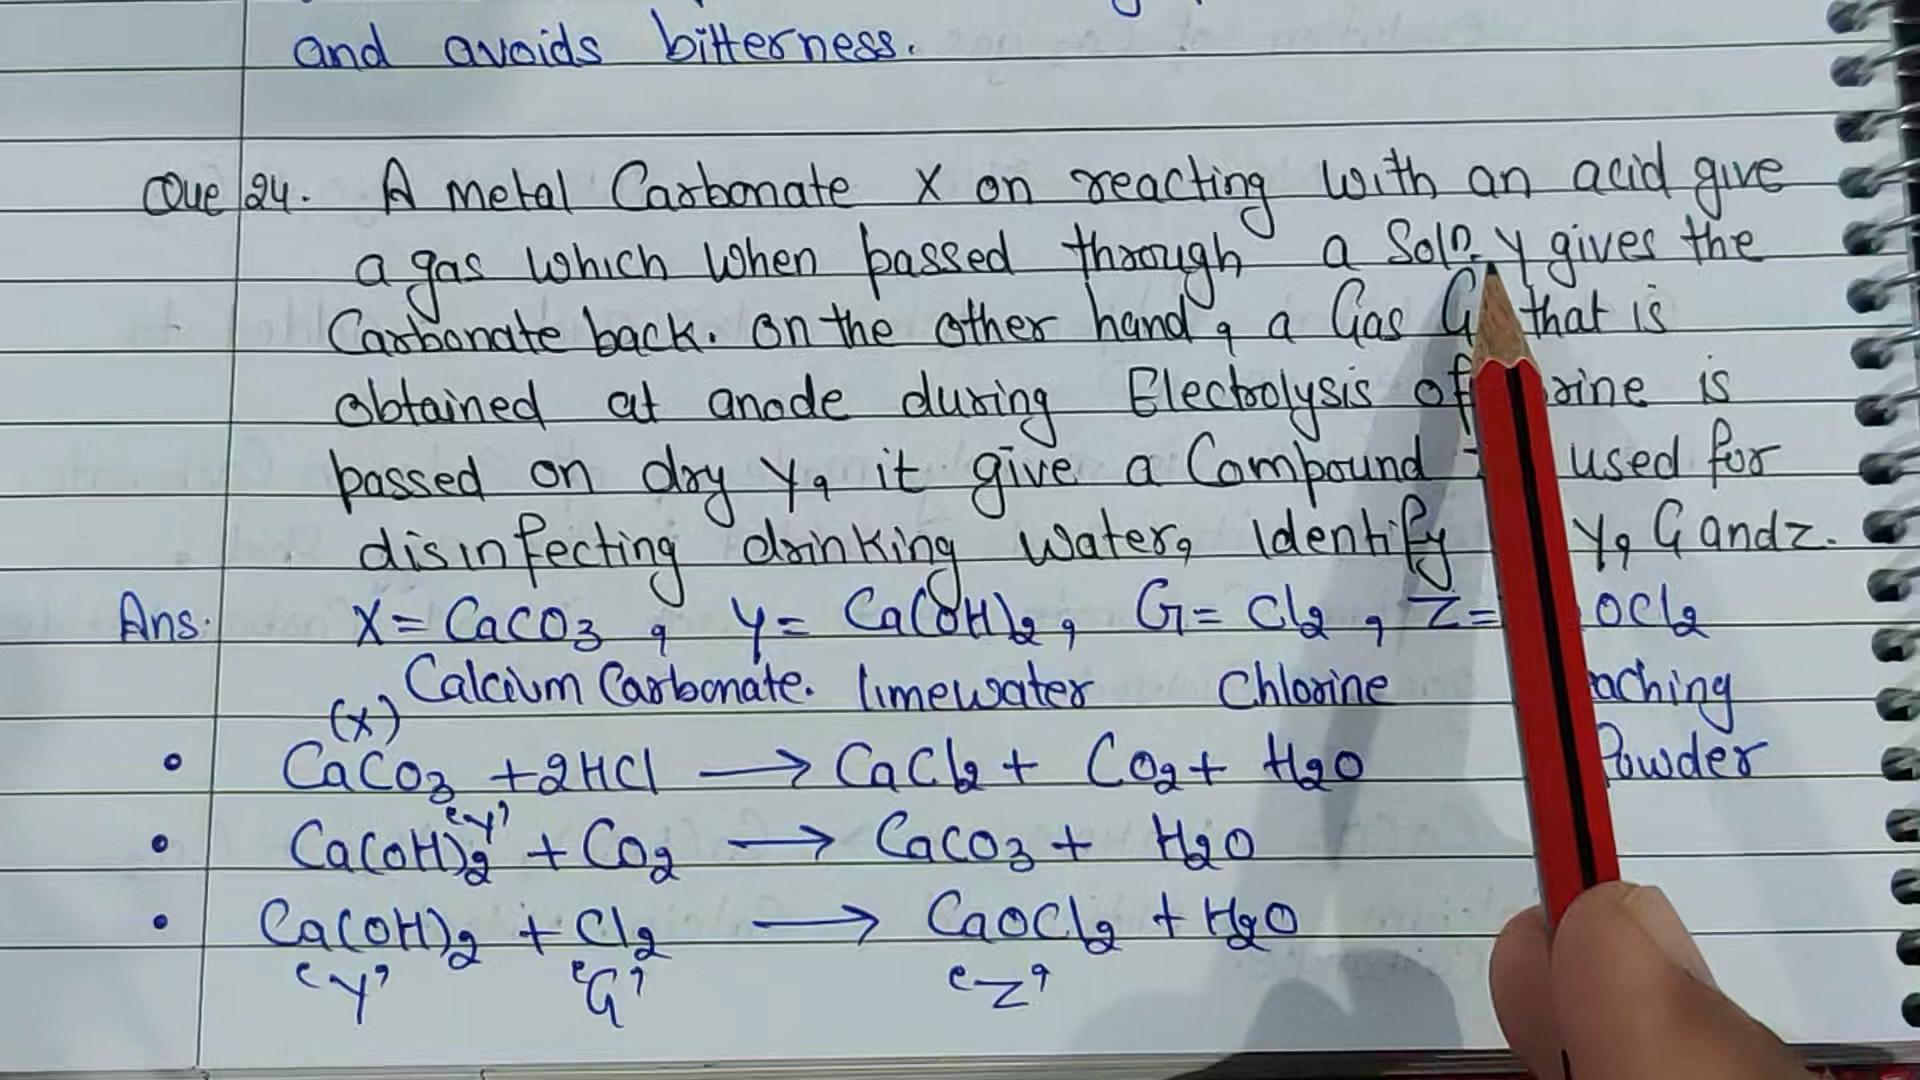 and avoids bitterness.
Que 24. A metal Carbonate X on reacting with an acid give
a gas which when passed through a Soln. Y gives the
Carbonate back. On the other hand, a Gas G that is
obtained at anode during Electrolysis of rine is
passed on dry Y, it give a Compound used for
disinfecting drinking water, Identify Y, G and Z.
Ans. X = CaCO3, Y = Ca(OH)2, G = Cl2, Z = OCl2
Calcium Carbonate. limewater Chlorine aching
(X)
• CaCO3 + 2HCl → CaCl2 + CO2 + H2O Powder
'Y'
• Ca(OH)2 + CO2 → CaCO3 + H2O
• Ca(OH)2 + Cl2 → CaOCl2 + H2O
'Y' 'G' 'Z'